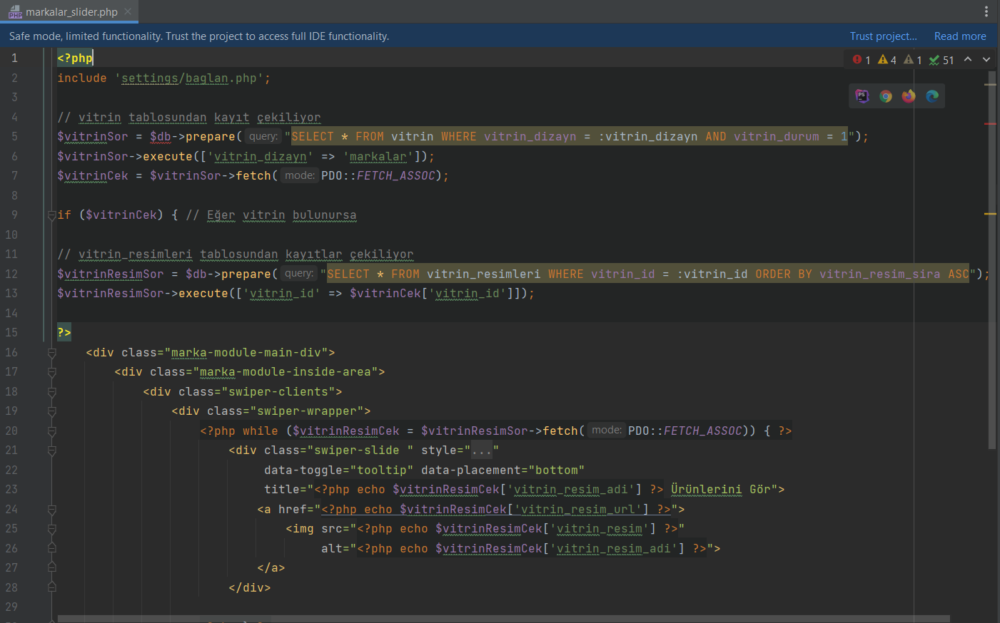 markalar_slider.php
Safe mode, limited functionality. Trust the project to access full IDE functionality. Trust project... Read more
1 <?php
1 4 1 51
2 include 'settings/baglan.php';
3
4 // vitrin tablosundan kayıt çekiliyor
5 $vitrinSor = $db->prepare( query: "SELECT * FROM vitrin WHERE vitrin_dizayn = :vitrin_dizayn AND vitrin_durum = 1");
6 $vitrinSor->execute(['vitrin_dizayn' => 'markalar']);
7 $vitrinCek = $vitrinSor->fetch( mode: PDO::FETCH_ASSOC);
8
9 if ($vitrinCek) { // Eğer vitrin bulunursa
10
11 // vitrin_resimleri tablosundan kayıtlar çekiliyor
12 $vitrinResimSor = $db->prepare( query: "SELECT * FROM vitrin_resimleri WHERE vitrin_id = :vitrin_id ORDER BY vitrin_resim_sira ASC");
13 $vitrinResimSor->execute(['vitrin_id' => $vitrinCek['vitrin_id']]);
14
15 ?>
16 <div class="marka-module-main-div">
17 <div class="marka-module-inside-area">
18 <div class="swiper-clients">
19 <div class="swiper-wrapper">
20 <?php while ($vitrinResimCek = $vitrinResimSor->fetch( mode: PDO::FETCH_ASSOC)) { ?>
21 <div class="swiper-slide " style="..."
22 data-toggle="tooltip" data-placement="bottom"
23 title="<?php echo $vitrinResimCek['vitrin_resim_adi'] ?> Ürünlerini Gör">
24 <a href="<?php echo $vitrinResimCek['vitrin_resim_url'] ?>">
25 <img src="<?php echo $vitrinResimCek['vitrin_resim'] ?>"
26 alt="<?php echo $vitrinResimCek['vitrin_resim_adi'] ?>">
27 </a>
28 </div>
29